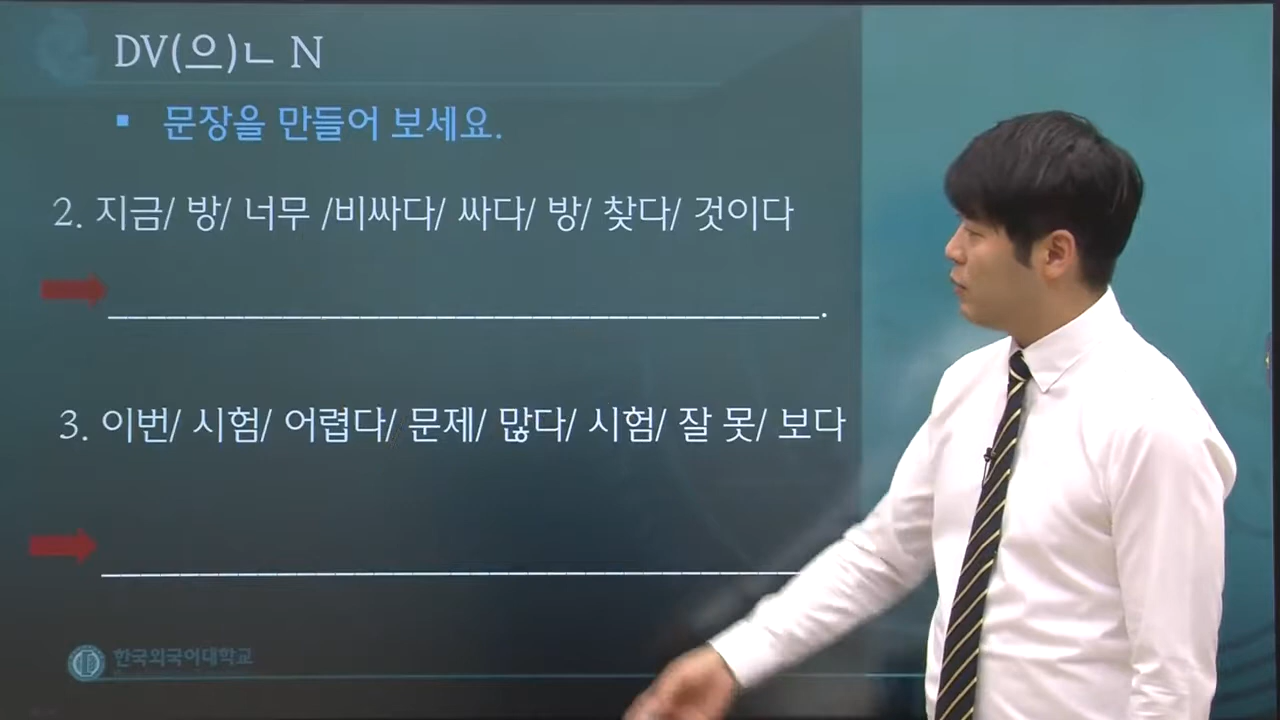 DV(으)ㄴ N
▪ 문장을 만들어 보세요.
2. 지금/ 방/ 너무 /비싸다/ 싸다/ 방/ 찾다/ 것이다
.
3. 이번/ 시험/ 어렵다/ 문제/ 많다/ 시험/ 잘 못/ 보다
한국외국어대학교